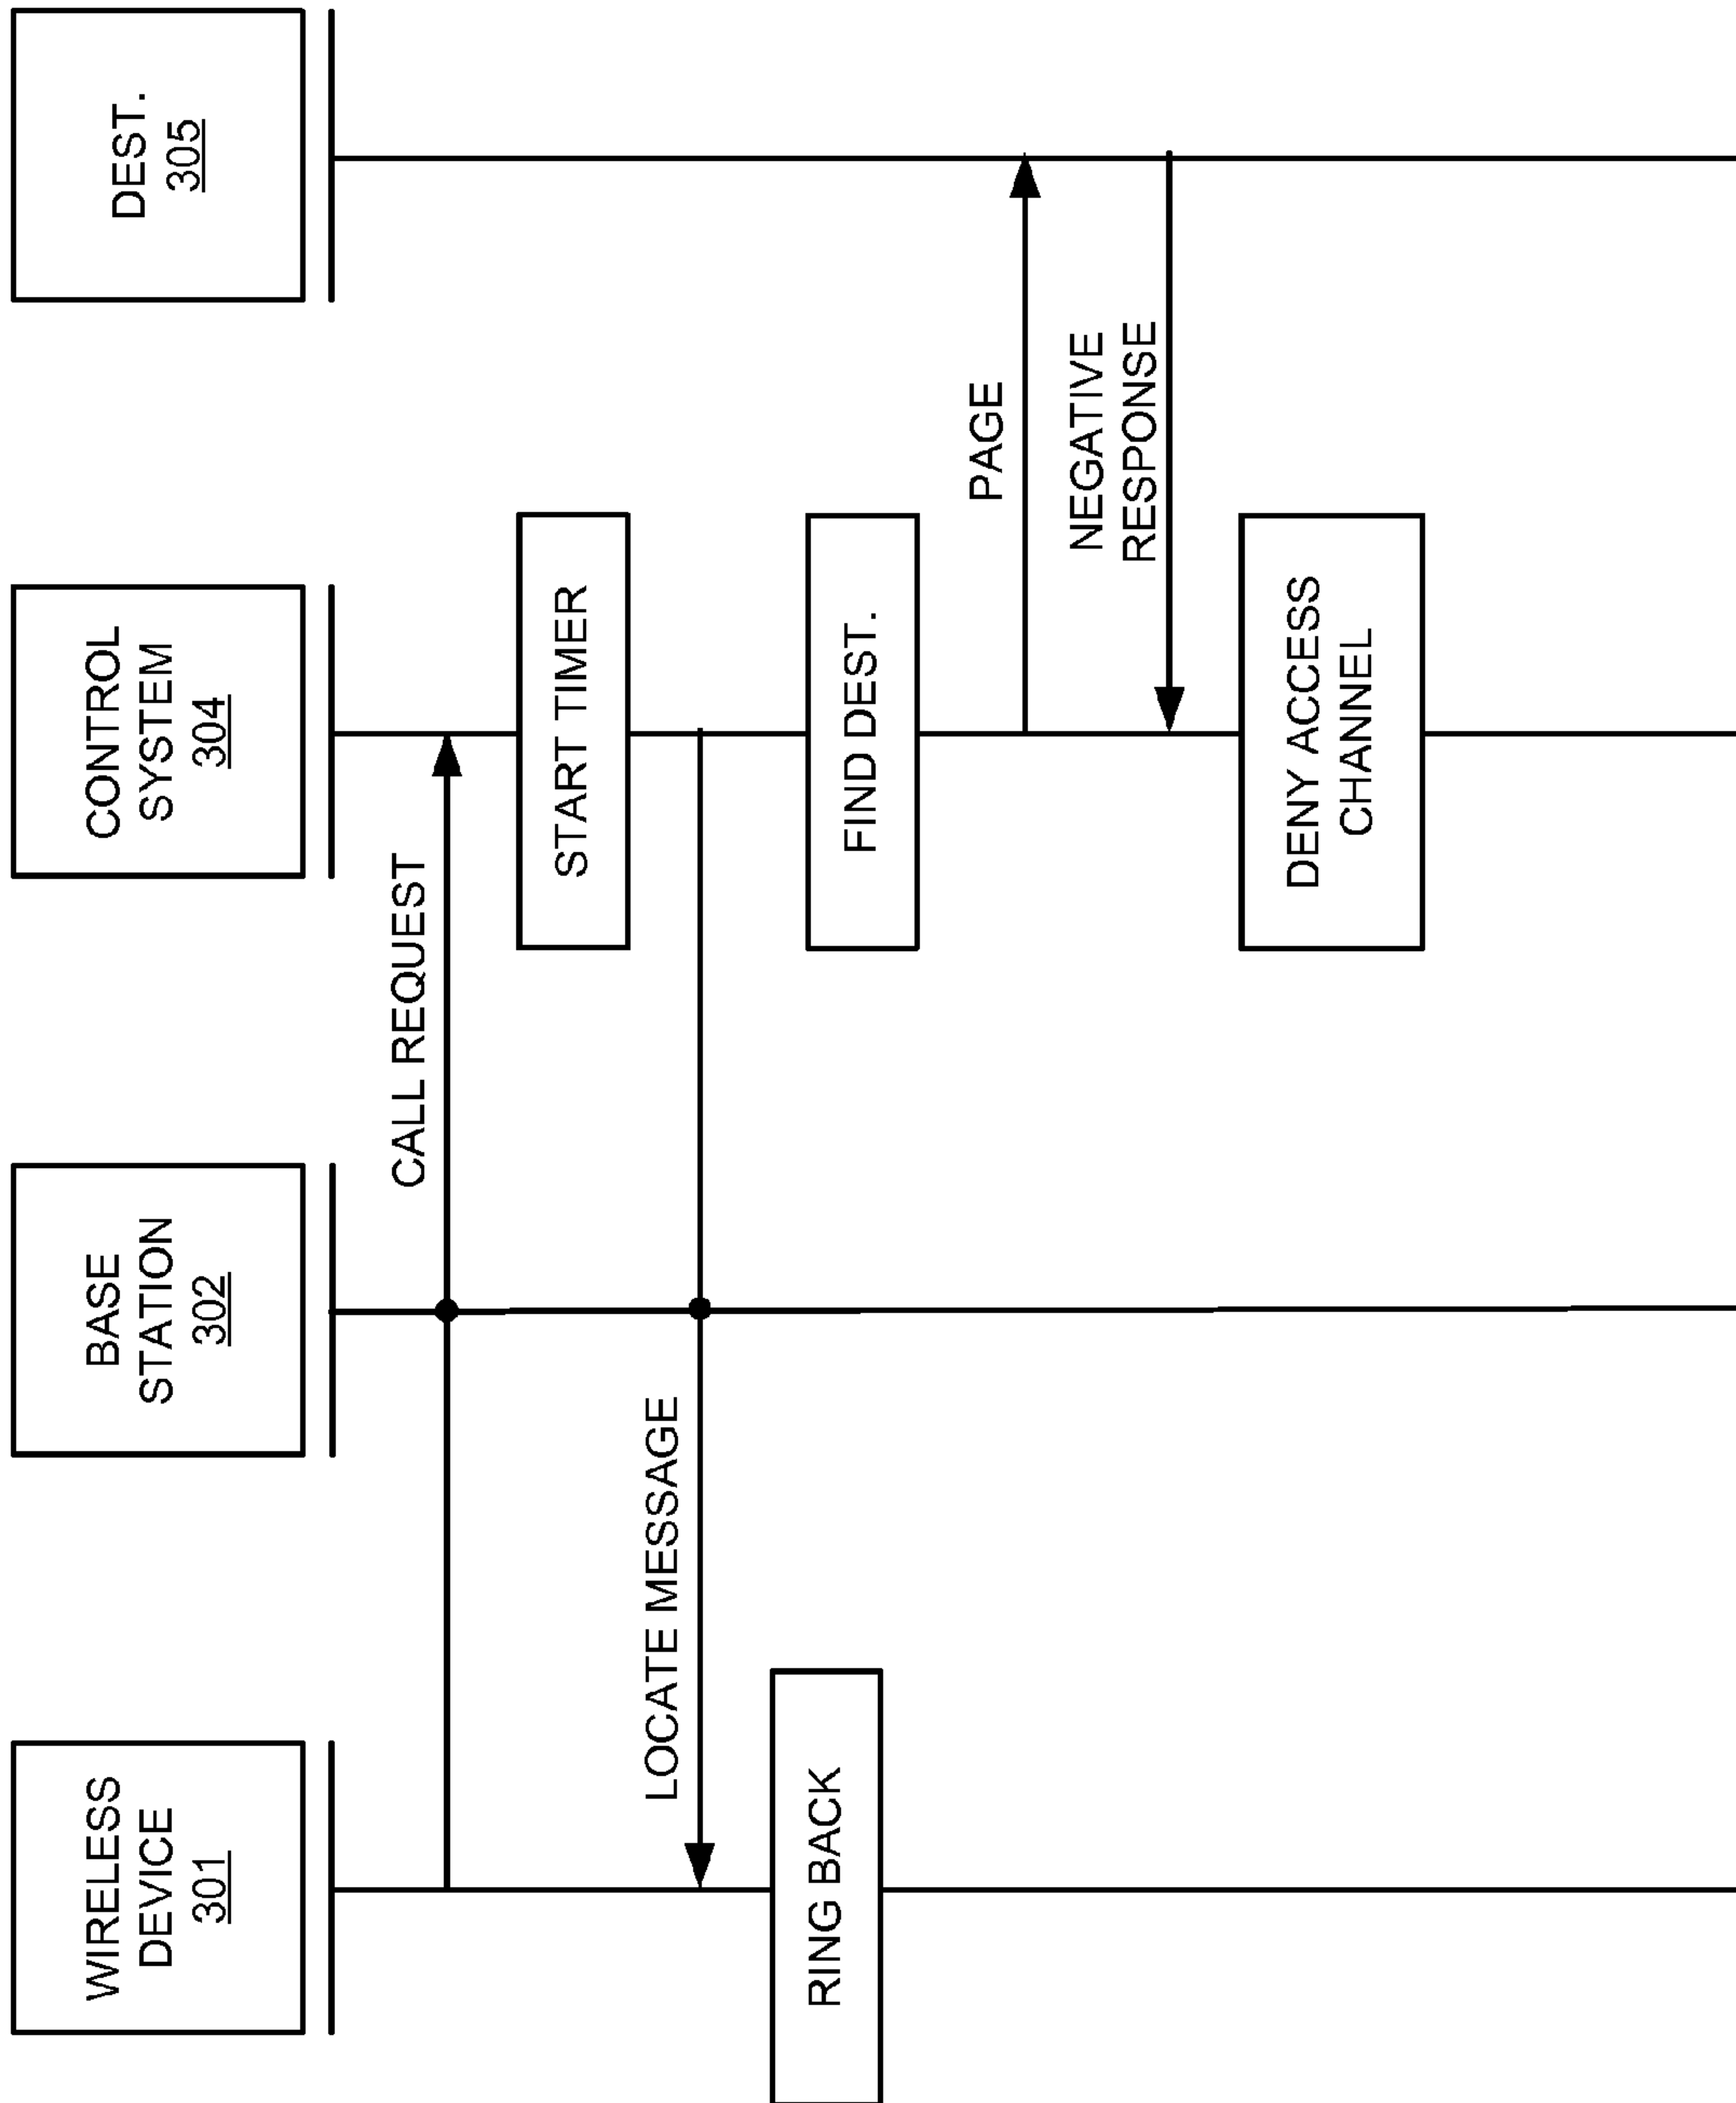 WIRELESS
DEVICE
301
BASE
STATION
302
CONTROL
SYSTEM
304
DEST.
305
CALL REQUEST
START TIMER
LOCATE MESSAGE
RING BACK
FIND DEST.
PAGE
NEGATIVE
RESPONSE
DENY ACCESS
CHANNEL